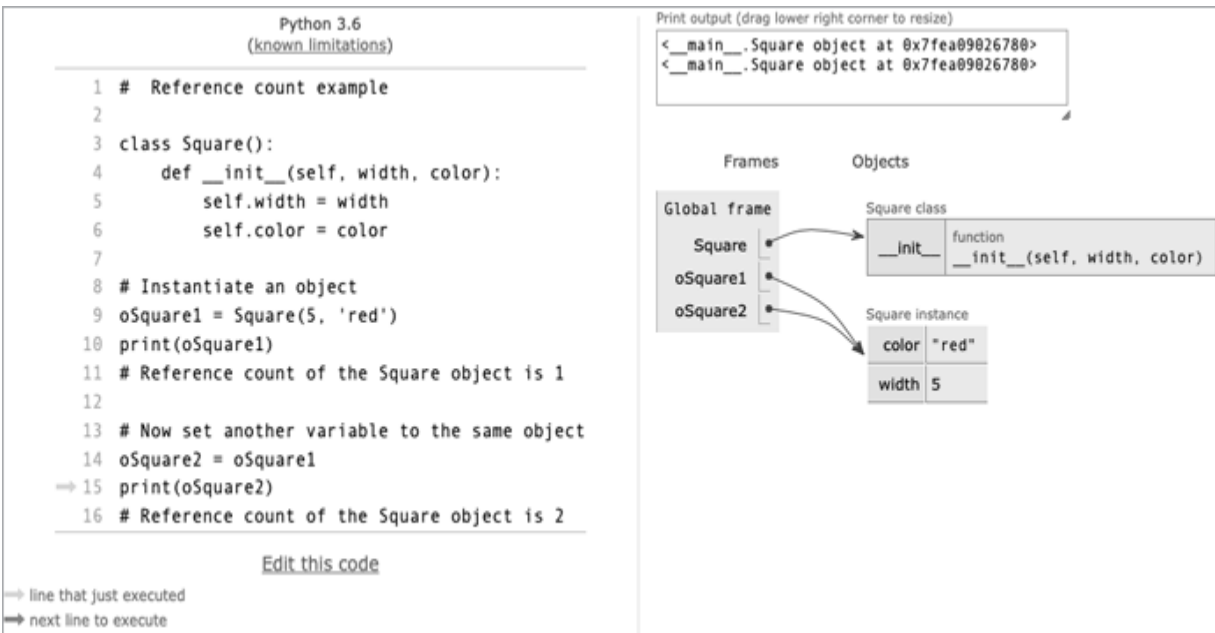 Python 3.6
(known limitations)
1 #  Reference count example
2
3 class Square():
4     def __init__(self, width, color):
5         self.width = width
6         self.color = color
7
8 # Instantiate an object
9 oSquare1 = Square(5, 'red')
10 print(oSquare1)
11 # Reference count of the Square object is 1
12
13 # Now set another variable to the same object
14 oSquare2 = oSquare1
15 print(oSquare2)
16 # Reference count of the Square object is 2
Edit this code
line that just executed
next line to execute
Print output (drag lower right corner to resize)
<__main__.Square object at 0x7fea09026780>
<__main__.Square object at 0x7fea09026780>
Frames Objects
Global frame
Square
oSquare1
oSquare2
Square class
__init__ function
__init__(self, width, color)
Square instance
color "red"
width 5